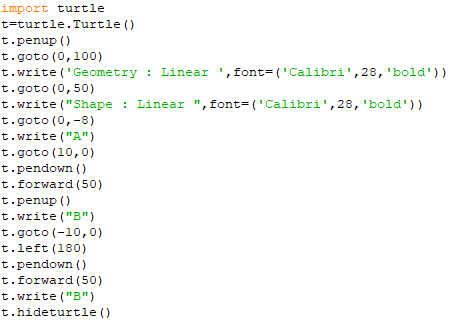 import turtle
t=turtle.Turtle()
t.penup()
t.goto(0,100)
t.write('Geometry : Linear ',font=('Calibri',28,'bold'))
t.goto(0,50)
t.write("Shape : Linear ",font=('Calibri',28,'bold'))
t.goto(0,-8)
t.write("A")
t.goto(10,0)
t.pendown()
t.forward(50)
t.penup()
t.write("B")
t.goto(-10,0)
t.left(180)
t.pendown()
t.forward(50)
t.write("B")
t.hideturtle()